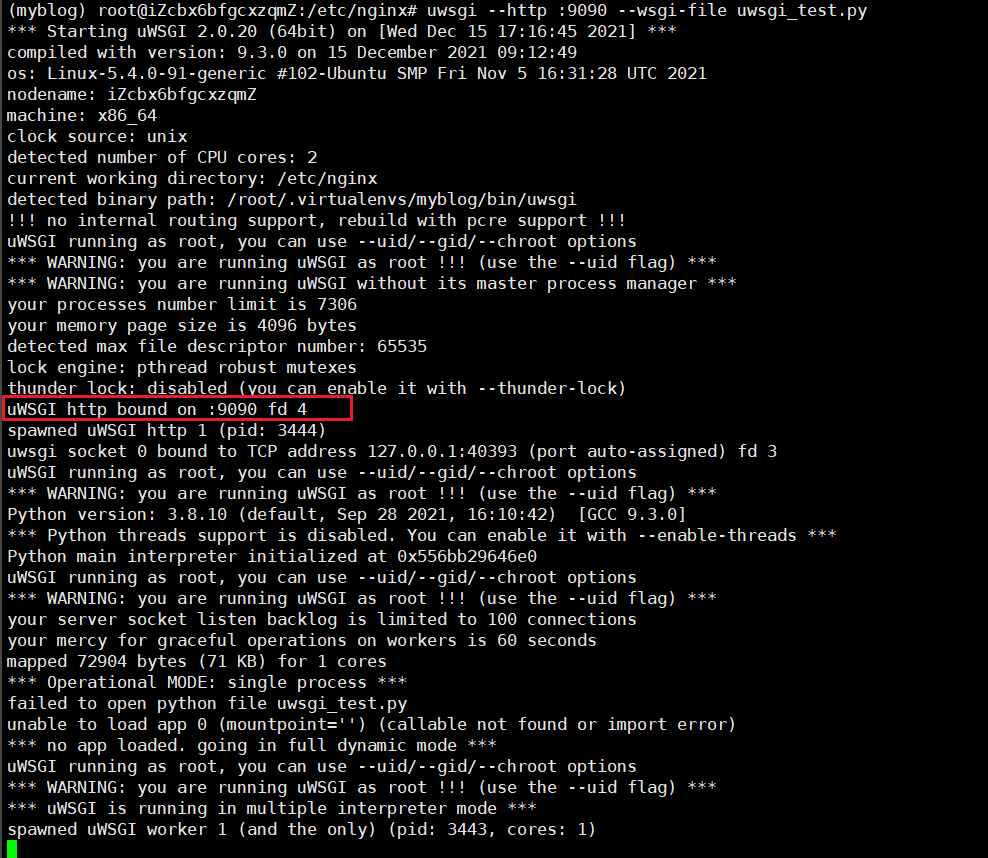 (myblog) root@iZcbx6bfgcxzqmZ:/etc/nginx# uwsgi --http :9090 --wsgi-file uwsgi_test.py
*** Starting uWSGI 2.0.20 (64bit) on [Wed Dec 15 17:16:45 2021] ***
compiled with version: 9.3.0 on 15 December 2021 09:12:49
os: Linux-5.4.0-91-generic #102-Ubuntu SMP Fri Nov 5 16:31:28 UTC 2021
nodename: iZcbx6bfgcxzqmZ
machine: x86_64
clock source: unix
detected number of CPU cores: 2
current working directory: /etc/nginx
detected binary path: /root/.virtualenvs/myblog/bin/uwsgi
!!! no internal routing support, rebuild with pcre support !!!
uWSGI running as root, you can use --uid/--gid/--chroot options
*** WARNING: you are running uWSGI as root !!! (use the --uid flag) ***
*** WARNING: you are running uWSGI without its master process manager ***
your processes number limit is 7306
your memory page size is 4096 bytes
detected max file descriptor number: 65535
lock engine: pthread robust mutexes
thunder lock: disabled (you can enable it with --thunder-lock)
uWSGI http bound on :9090 fd 4
spawned uWSGI http 1 (pid: 3444)
uwsgi socket 0 bound to TCP address 127.0.0.1:40393 (port auto-assigned) fd 3
uWSGI running as root, you can use --uid/--gid/--chroot options
*** WARNING: you are running uWSGI as root !!! (use the --uid flag) ***
Python version: 3.8.10 (default, Sep 28 2021, 16:10:42)  [GCC 9.3.0]
*** Python threads support is disabled. You can enable it with --enable-threads ***
Python main interpreter initialized at 0x556bb29646e0
uWSGI running as root, you can use --uid/--gid/--chroot options
*** WARNING: you are running uWSGI as root !!! (use the --uid flag) ***
your server socket listen backlog is limited to 100 connections
your mercy for graceful operations on workers is 60 seconds
mapped 72904 bytes (71 KB) for 1 cores
*** Operational MODE: single process ***
failed to open python file uwsgi_test.py
unable to load app 0 (mountpoint='') (callable not found or import error)
*** no app loaded. going in full dynamic mode ***
uWSGI running as root, you can use --uid/--gid/--chroot options
*** WARNING: you are running uWSGI as root !!! (use the --uid flag) ***
*** uWSGI is running in multiple interpreter mode ***
spawned uWSGI worker 1 (and the only) (pid: 3443, cores: 1)